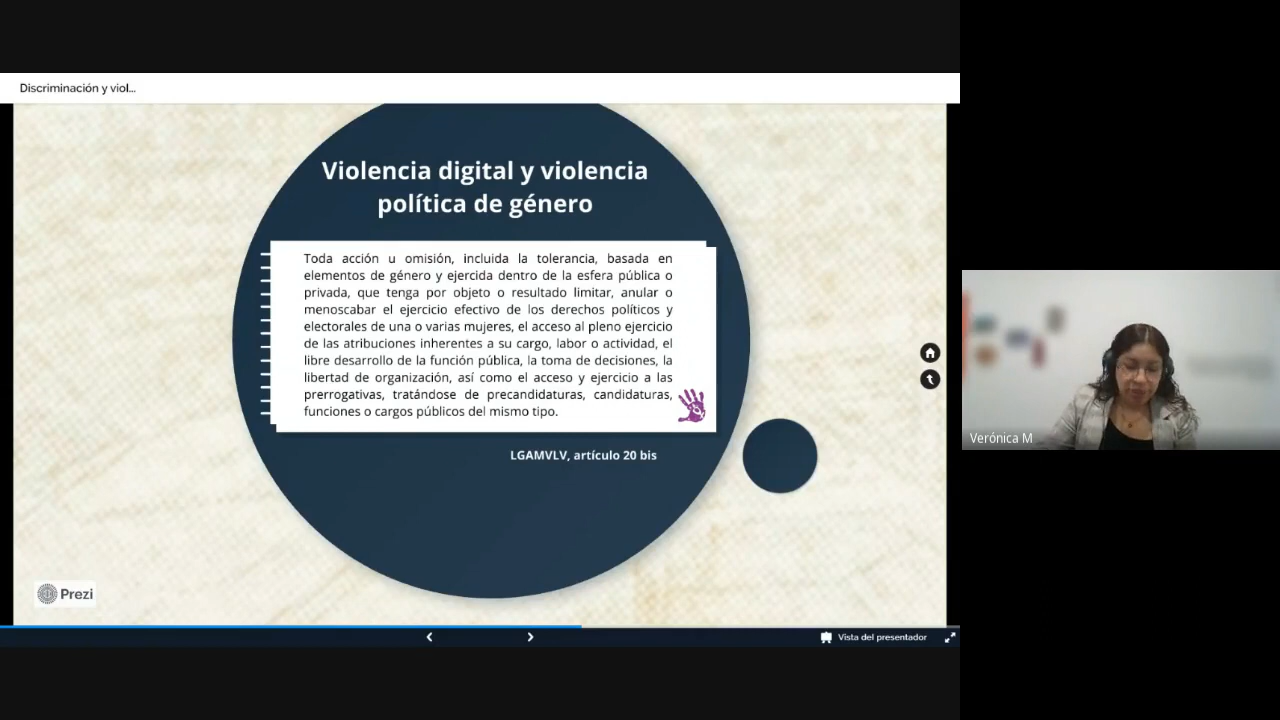 Discriminación y viol...
Violencia digital y violencia
política de género
Toda acción u omisión, incluida la tolerancia, basada en
elementos de género y ejercida dentro de la esfera pública o
privada, que tenga por objeto o resultado limitar, anular o
menoscabar el ejercicio efectivo de los derechos políticos y
electorales de una o varias mujeres, el acceso al pleno ejercicio
de las atribuciones inherentes a su cargo, labor o actividad, el
libre desarrollo de la función pública, la toma de decisiones, la
libertad de organización, así como el acceso y ejercicio a las
prerrogativas, tratándose de precandidaturas, candidaturas,
funciones o cargos públicos del mismo tipo.
LGAMVLV, artículo 20 bis
Verónica M
Prezi
Vista del presentador